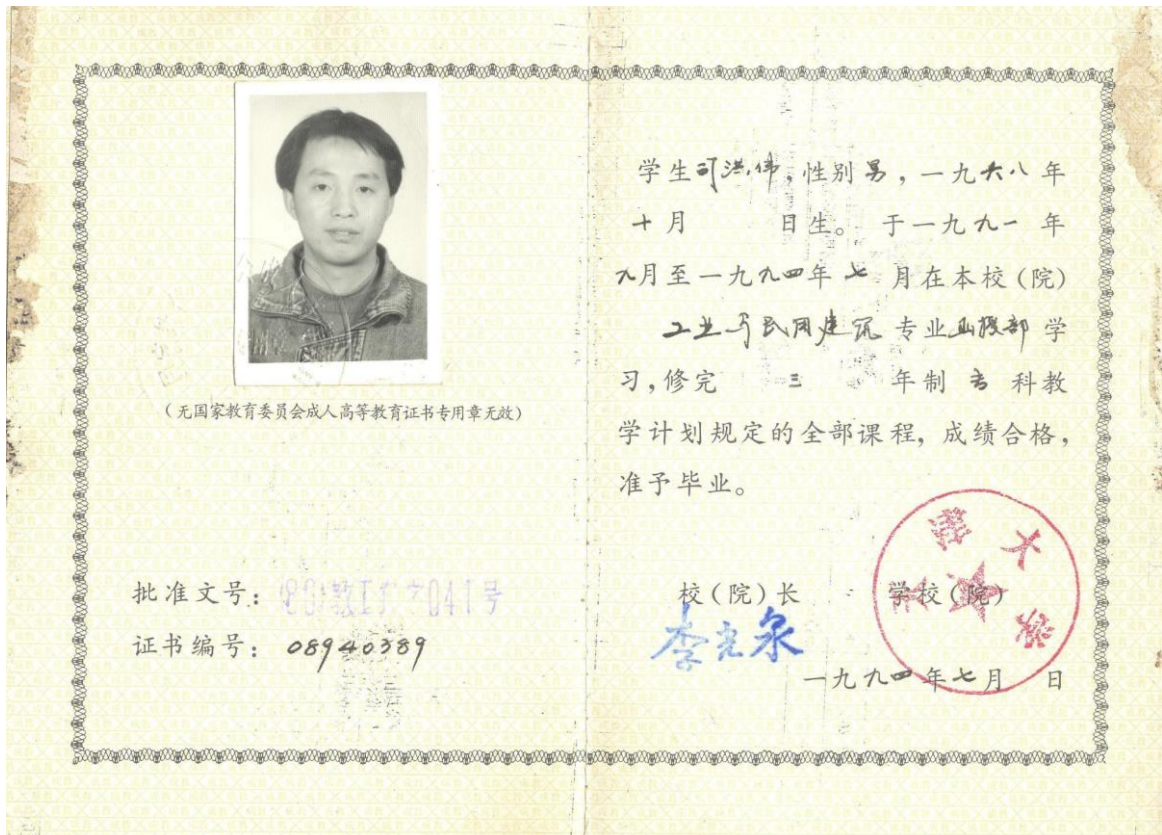 (无国家教育委员会成人高等教育证书专用章无效)
批准文号:
证书编号: 08940389
学生司洪伟,性别男,一九六八年
十月 日生。于一九九一年
九月至一九九四年七月在本校(院)
工业与民用建筑专业函授部学
习,修完三年制专科教
学计划规定的全部课程,成绩合格,
准予毕业。
校(院)长 学校(院)
李光泉
一九九四年七月 日